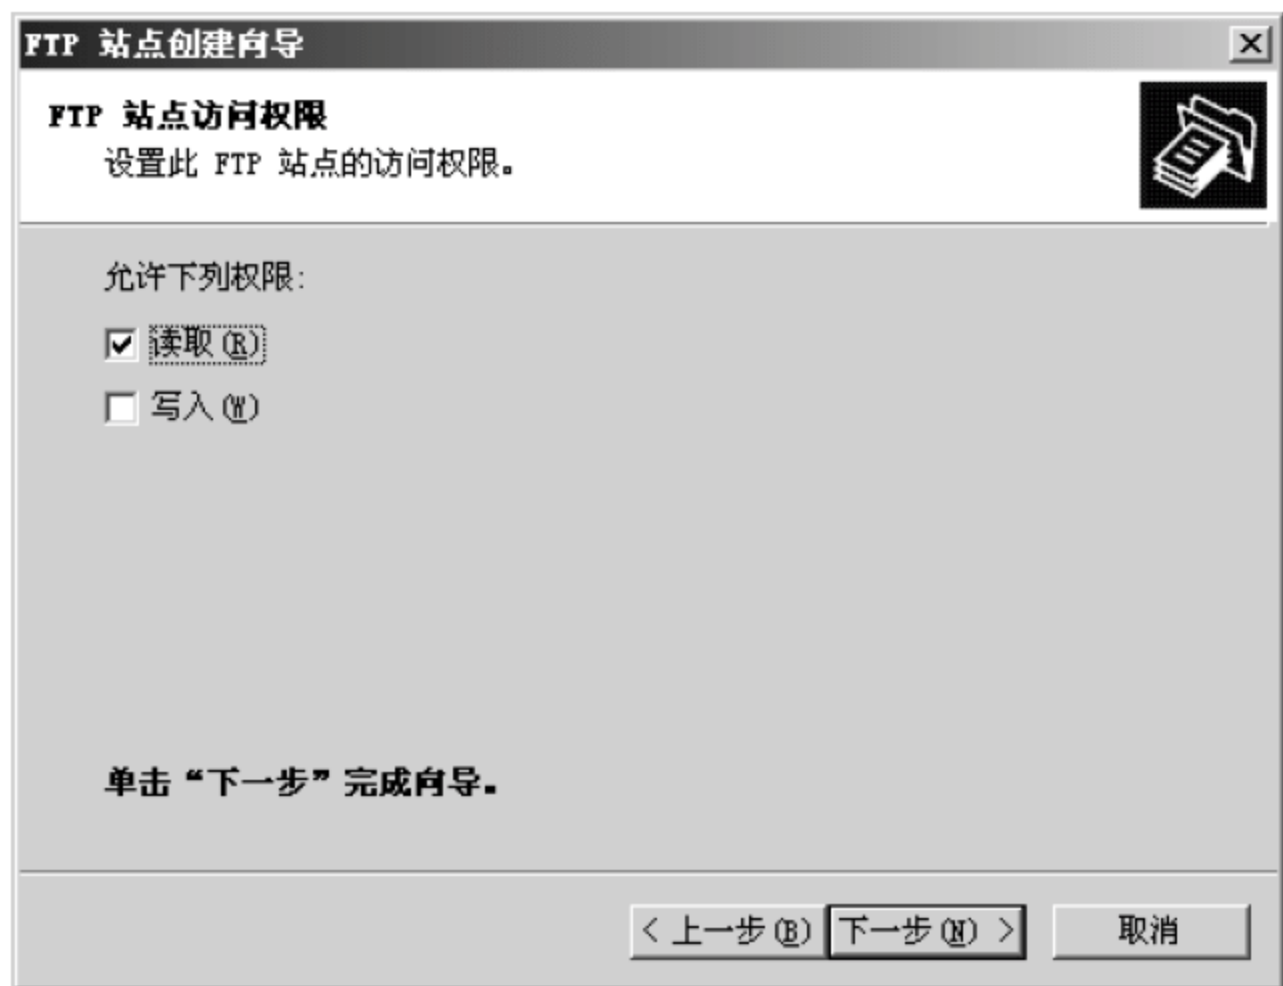 FTP 站点创建向导
FTP 站点访问权限
设置此 FTP 站点的访问权限。
允许下列权限:
读取(R)
写入(W)
单击“下一步”完成向导。
< 上一步(B) 下一步(N) > 取消